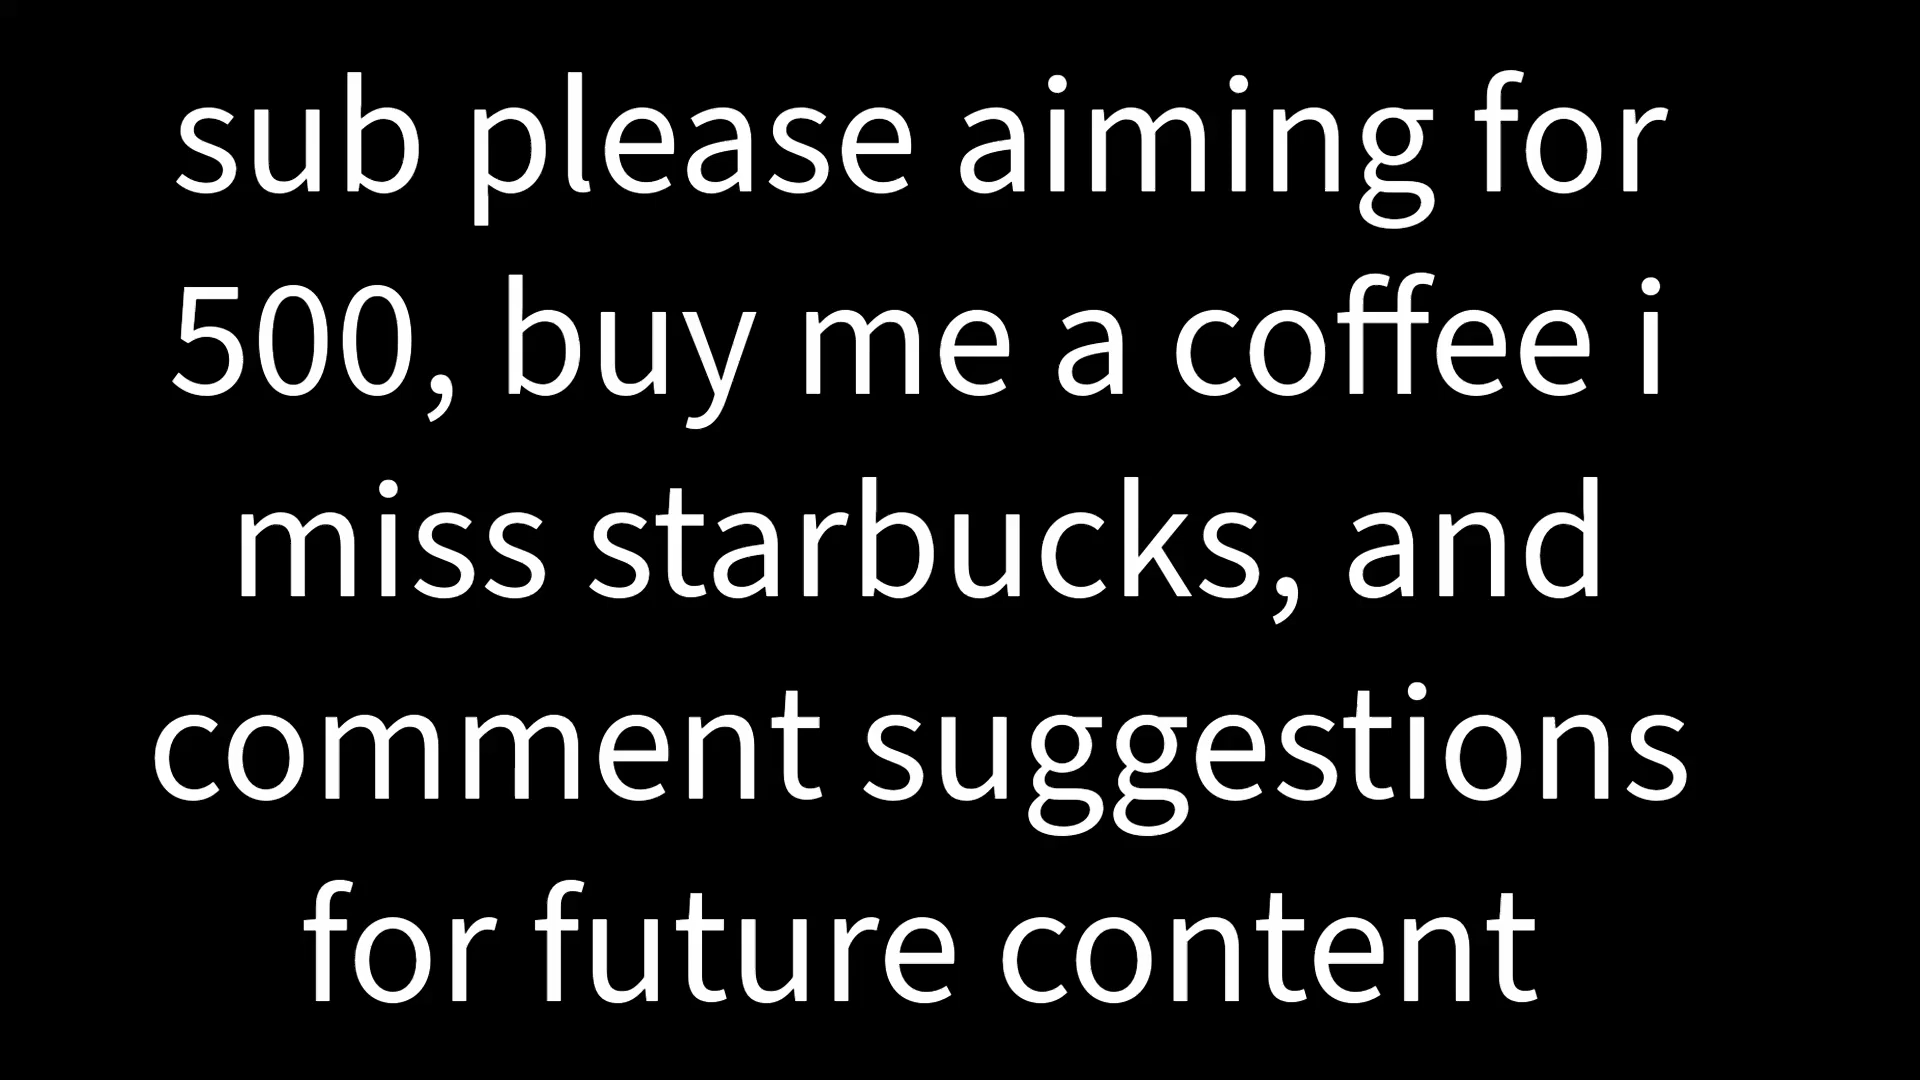 sub please aiming for
500, buy me a coffee i
miss starbucks, and
comment suggestions
for future content